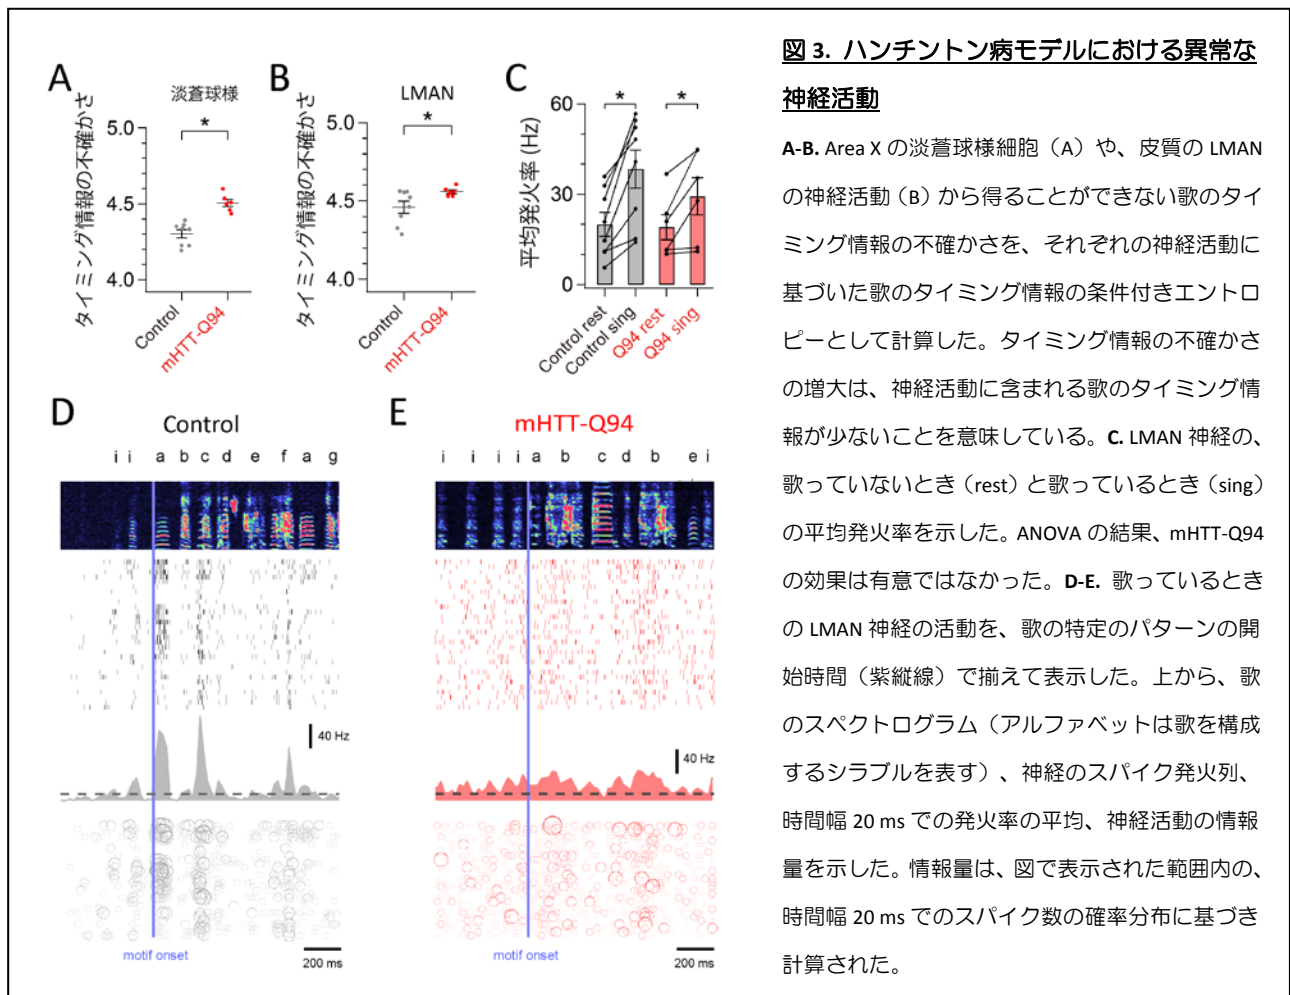 A
淡蒼球様
タイミング情報の不確かさ
5.0
4.5
4.0
*
Control
mHTT-Q94
B
LMAN
タイミング情報の不確かさ
5.0
4.5
4.0
*
Control
mHTT-Q94
C
平均発火率 (Hz)
60
30
0
*
*
Control rest
Control sing
Q94 rest
Q94 sing
D
Control
i i a b c d e f a g
40 Hz
motif onset
200 ms
E
mHTT-Q94
i i i i a b c d b e i
40 Hz
motif onset
200 ms
図 3. ハンチントン病モデルにおける異常な
神経活動
A-B. Area X の淡蒼球様細胞（A）や、皮質の LMAN
の神経活動（B）から得ることができない歌のタイ
ミング情報の不確かさを、それぞれの神経活動に
基づいた歌のタイミング情報の条件付きエントロ
ピーとして計算した。タイミング情報の不確かさ
の増大は、神経活動に含まれる歌のタイミング情
報が少ないことを意味している。C. LMAN 神経の、
歌っていないとき（rest）と歌っているとき（sing）
の平均発火率を示した。ANOVA の結果、mHTT-Q94
の効果は有意ではなかった。D-E. 歌っているとき
の LMAN 神経の活動を、歌の特定のパターンの開
始時間（紫縦線）で揃えて表示した。上から、歌
のスペクトログラム（アルファベットは歌を構成
するシラブルを表す）、神経のスパイク発火列、
時間幅 20 ms での発火率の平均、神経活動の情報
量を示した。情報量は、図で表示された範囲内の、
時間幅 20 ms でのスパイク数の確率分布に基づき
計算された。